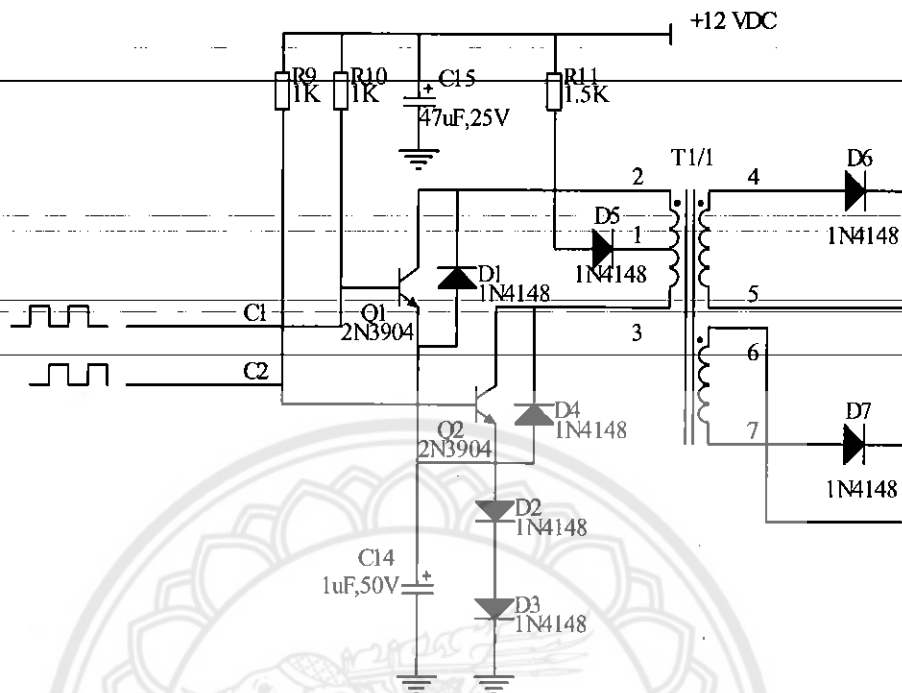 +12 VDC
R9
1K
R10
1K
C15
47uF,25V
R11
1.5K
T1/1
2
1
3
4
5
6
7
D6
1N4148
D5
1N4148
D1
1N4148
Q1
2N3904
C1
C2
D4
1N4148
Q2
2N3904
D7
1N4148
D2
1N4148
C14
1uF,50V
D3
1N4148
+
+